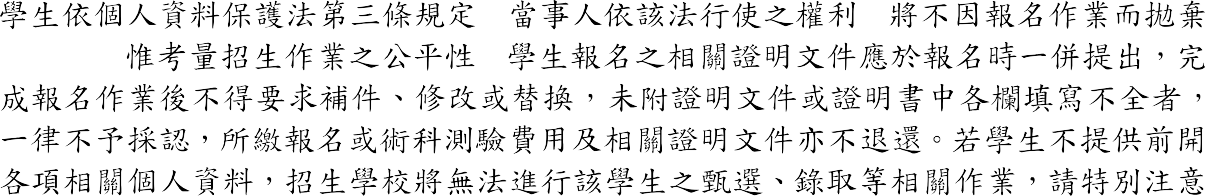 學生依個人資料保護法第三條規定　當事人依該法行使之權利　將不因報名作業而拋棄
惟考量招生作業之公平性　學生報名之相關證明文件應於報名時一併提出，完
成報名作業後不得要求補件、修改或替換，未附證明文件或證明書中各欄填寫不全者，
一律不予採認，所繳報名或術科測驗費用及相關證明文件亦不退還。若學生不提供前開
各項相關個人資料，招生學校將無法進行該學生之甄選、錄取等相關作業，請特別注意